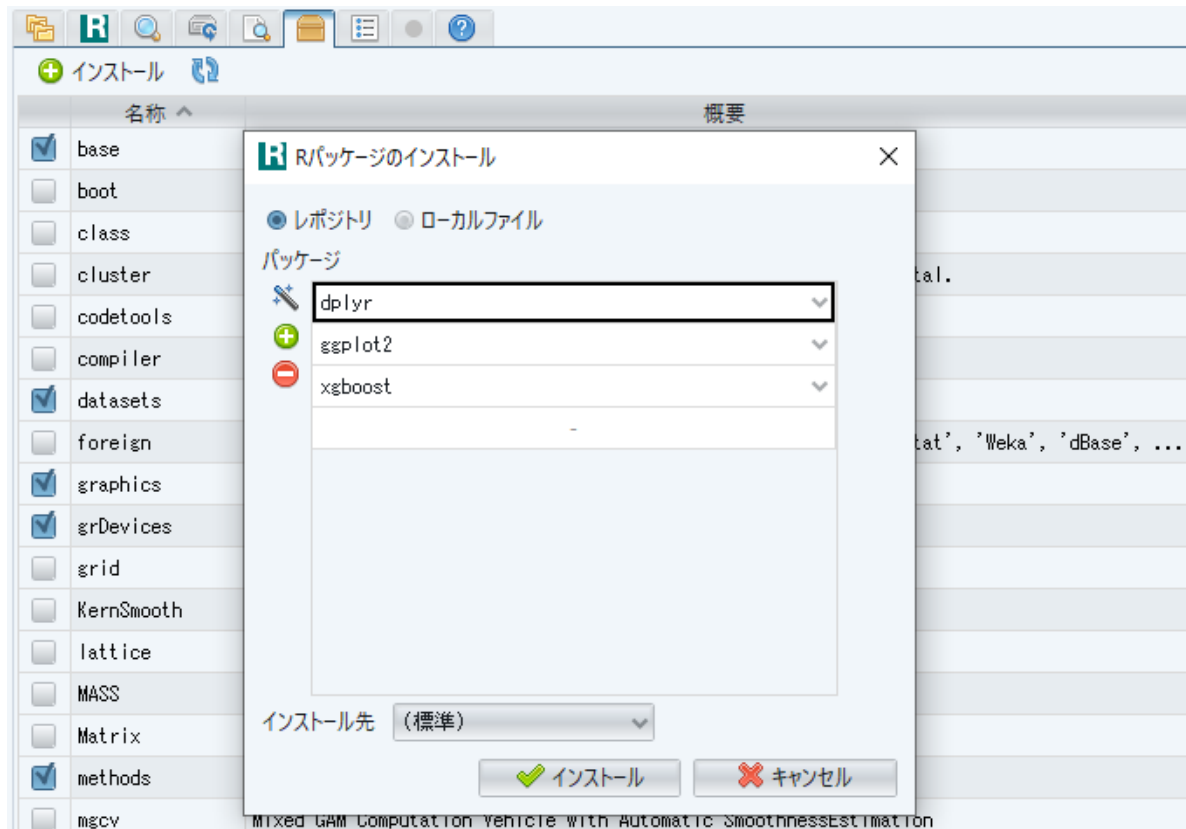 インストール
名称
概要
base
Rパッケージのインストール
boot
レポジトリ ローカルファイル
class
パッケージ
cluster
tal.
dplyr
codetools
ggplot2
compiler
xgboost
datasets
-
foreign
tat', 'Weka', 'dBase', ...
graphics
grDevices
grid
KernSmooth
lattice
MASS
インストール先 (標準)
Matrix
methods
インストール キャンセル
mgcv Mixed GAM Computation Vehicle with Automatic SmoothnessEstimation